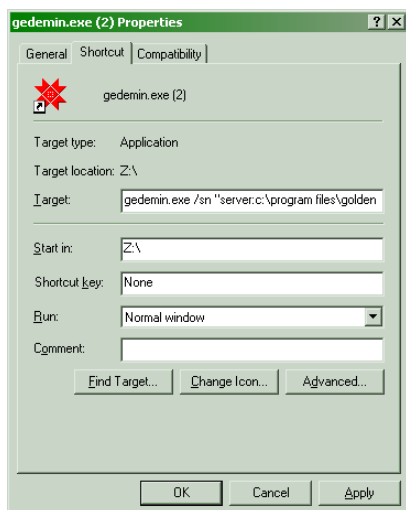 gedemin.exe (2) Properties
General Shortcut Compatibility
gedemin.exe (2)
Target type: Application
Target location: Z:\
Target: gedemin.exe /sn "server:c:\program files\golden
Start in: Z:\
Shortcut key: None
Run: Normal window
Comment:
Find Target... Change Icon... Advanced...
OK Cancel Apply